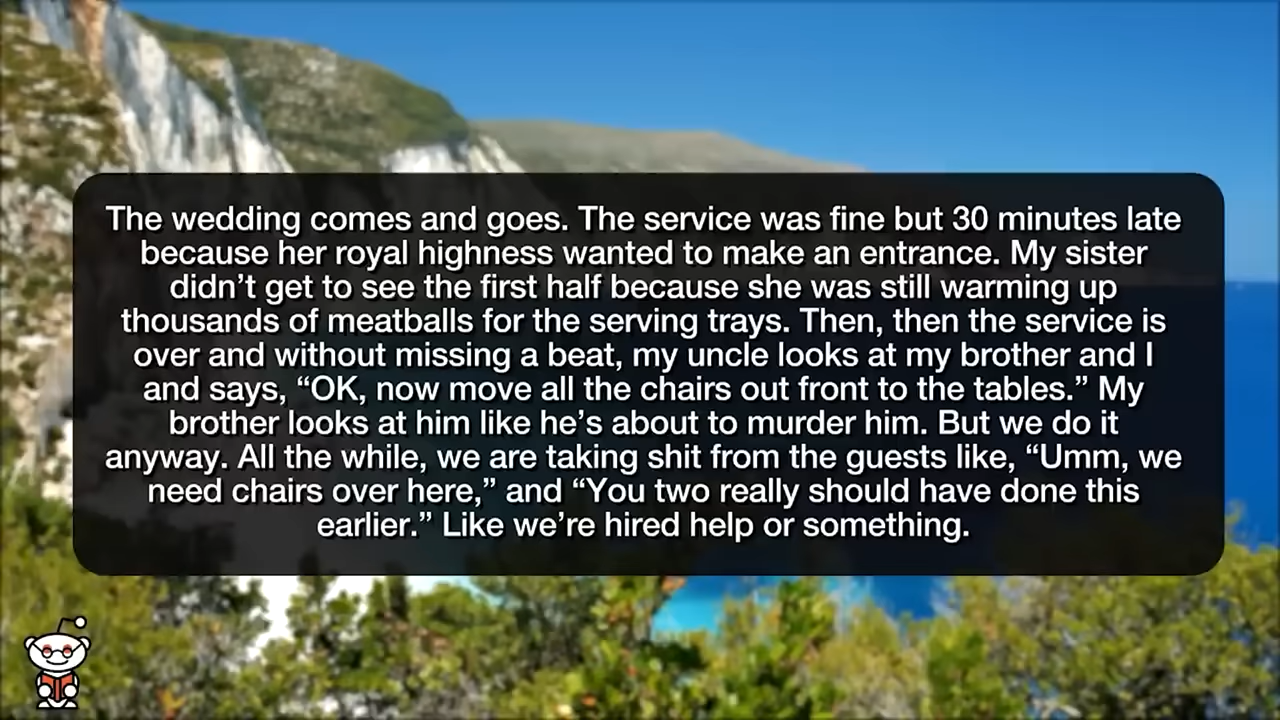 The wedding comes and goes. The service was fine but 30 minutes late
because her royal highness wanted to make an entrance. My sister
didn’t get to see the first half because she was still warming up
thousands of meatballs for the serving trays. Then, then the service is
over and without missing a beat, my uncle looks at my brother and I
and says, “OK, now move all the chairs out front to the tables.” My
brother looks at him like he’s about to murder him. But we do it
anyway. All the while, we are taking shit from the guests like, “Umm, we
need chairs over here,” and “You two really should have done this
earlier.” Like we’re hired help or something.